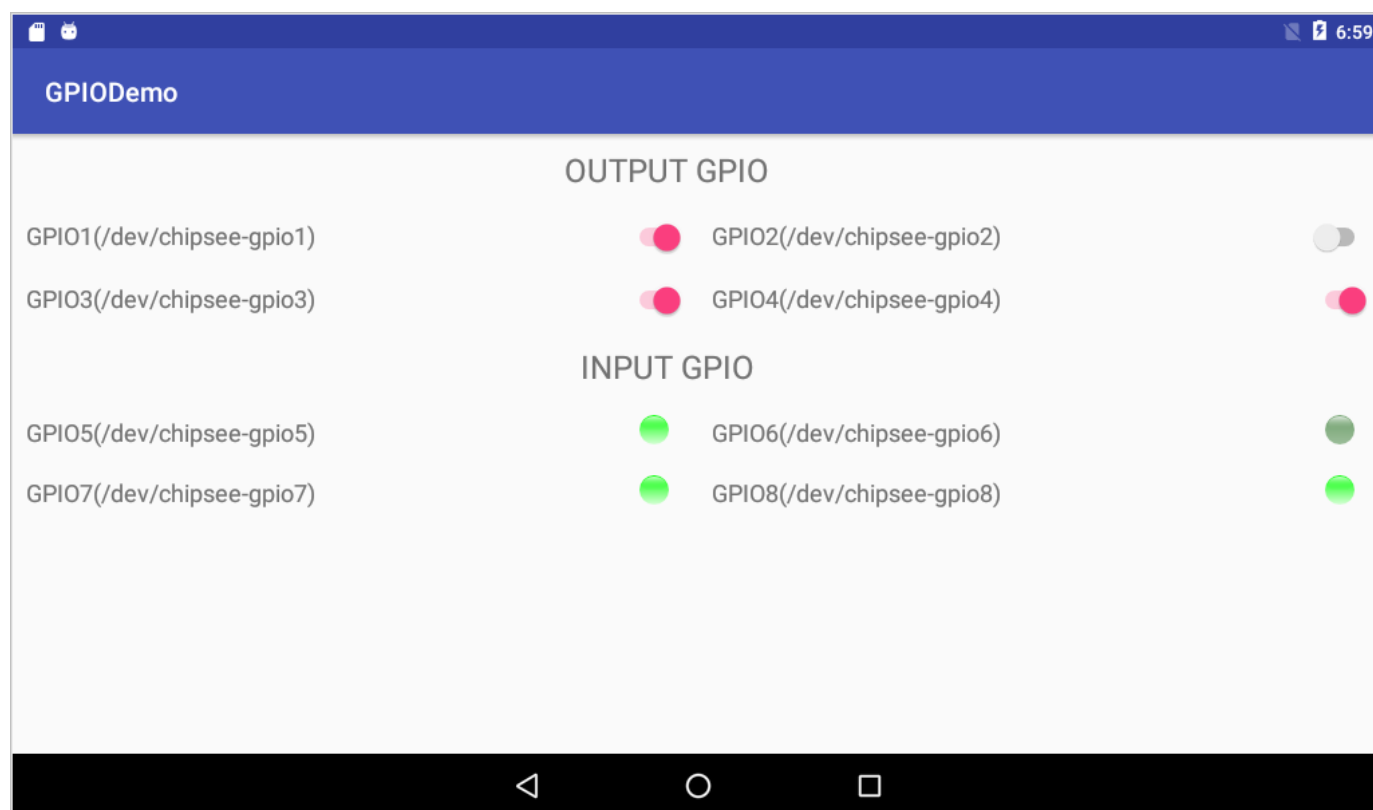 6:59
GPIODemo
OUTPUT GPIO
GPIO1(/dev/chipsee-gpio1) GPIO2(/dev/chipsee-gpio2)
GPIO3(/dev/chipsee-gpio3) GPIO4(/dev/chipsee-gpio4)
INPUT GPIO
GPIO5(/dev/chipsee-gpio5) GPIO6(/dev/chipsee-gpio6)
GPIO7(/dev/chipsee-gpio7) GPIO8(/dev/chipsee-gpio8)